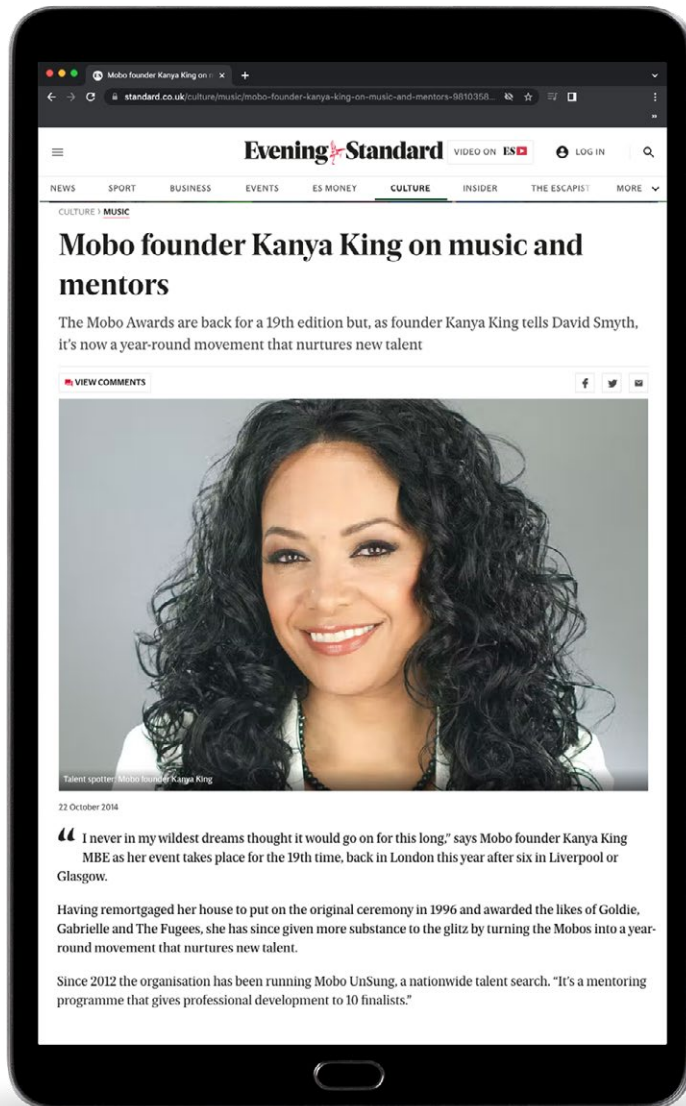 Mobo founder Kanya King on
standard.co.uk/culture/music/mobo-founder-kanya-king-on-music-and-mentors-9810358...
Evening Standard
VIDEO ON ES
LOG IN
NEWS SPORT BUSINESS EVENTS ES MONEY CULTURE INSIDER THE ESCAPIST MORE
CULTURE › MUSIC
Mobo founder Kanya King on music and
mentors
The Mobo Awards are back for a 19th edition but, as founder Kanya King tells David Smyth,
it's now a year-round movement that nurtures new talent
VIEW COMMENTS
Talent spotter: Mobo founder Kanya King
22 October 2014
“ I never in my wildest dreams thought it would go on for this long,” says Mobo founder Kanya King
MBE as her event takes place for the 19th time, back in London this year after six in Liverpool or
Glasgow.
Having remortgaged her house to put on the original ceremony in 1996 and awarded the likes of Goldie,
Gabrielle and The Fugees, she has since given more substance to the glitz by turning the Mobos into a year-
round movement that nurtures new talent.
Since 2012 the organisation has been running Mobo UnSung, a nationwide talent search. “It's a mentoring
programme that gives professional development to 10 finalists.”